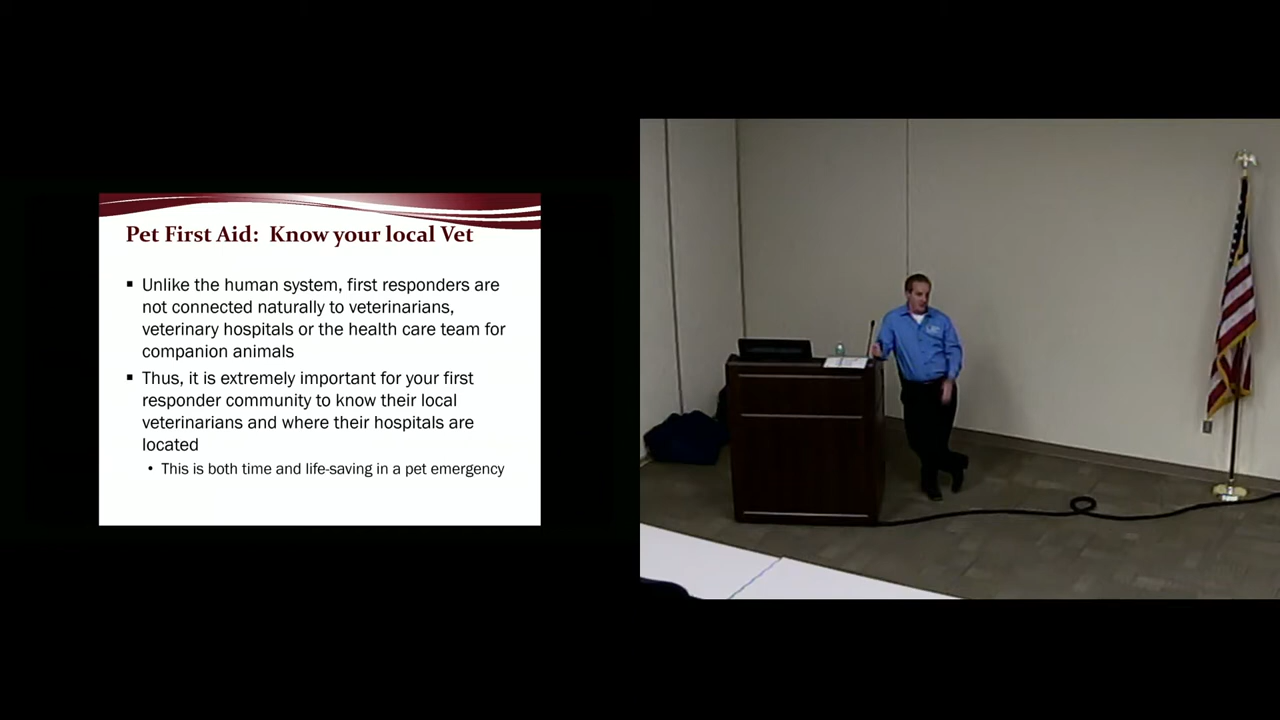 Pet First Aid: Know your local Vet
Unlike the human system, first responders are
not connected naturally to veterinarians,
veterinary hospitals or the health care team for
companion animals
Thus, it is extremely important for your first
responder community to know their local
veterinarians and where their hospitals are
located
This is both time and life-saving in a pet emergency